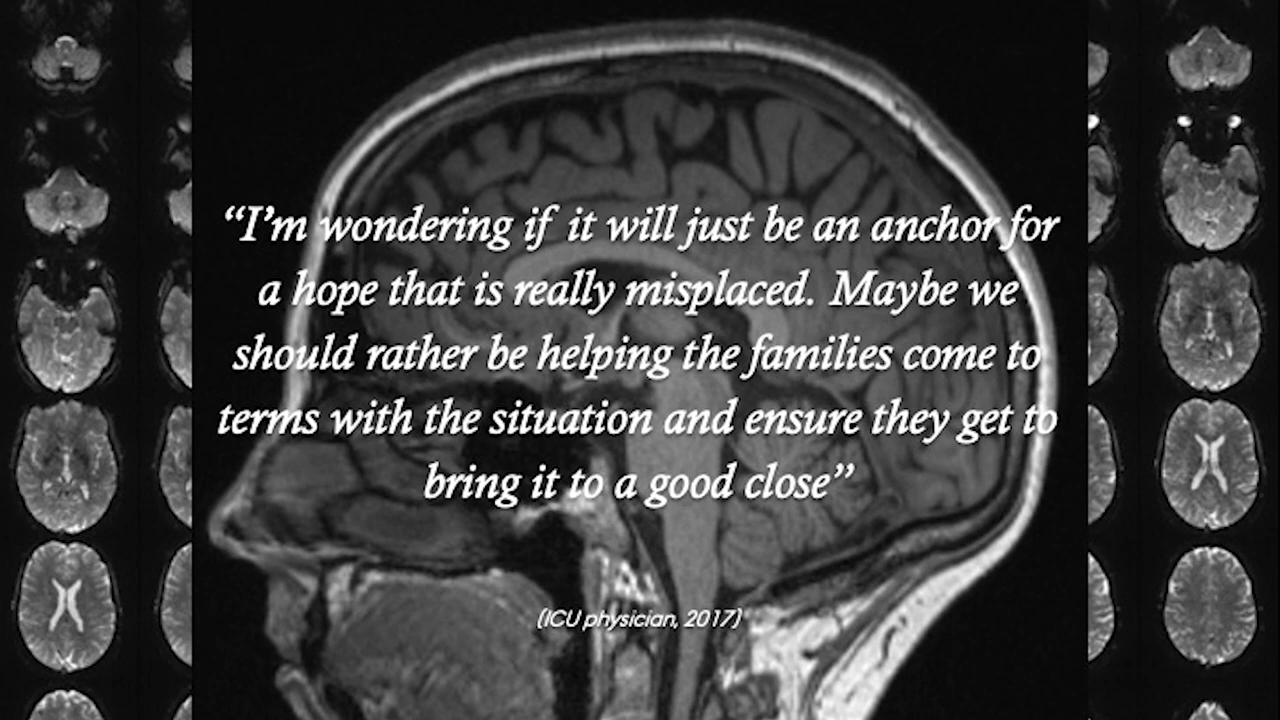 “I’m wondering if it will just be an anchor for
a hope that is really misplaced. Maybe we
should rather be helping the families come to
terms with the situation and ensure they get to
bring it to a good close”
(ICU physician, 2017)